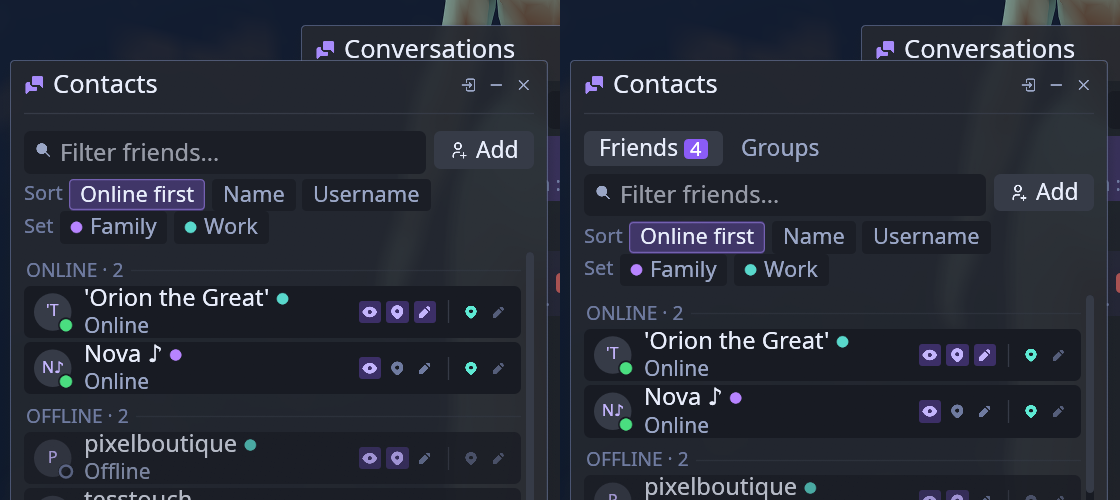 Conversations
Contacts
Filter friends...
Add
Sort Online first Name Username
Set Family Work
ONLINE · 2
'T 'Orion the Great'
Online
N♪ Nova ♪
Online
OFFLINE · 2
P pixelboutique
Offline
tesstouch
Conversations
Contacts
Friends 4 Groups
Filter friends...
Add
Sort Online first Name Username
Set Family Work
ONLINE · 2
'T 'Orion the Great'
Online
N♪ Nova ♪
Online
OFFLINE · 2
P pixelboutique